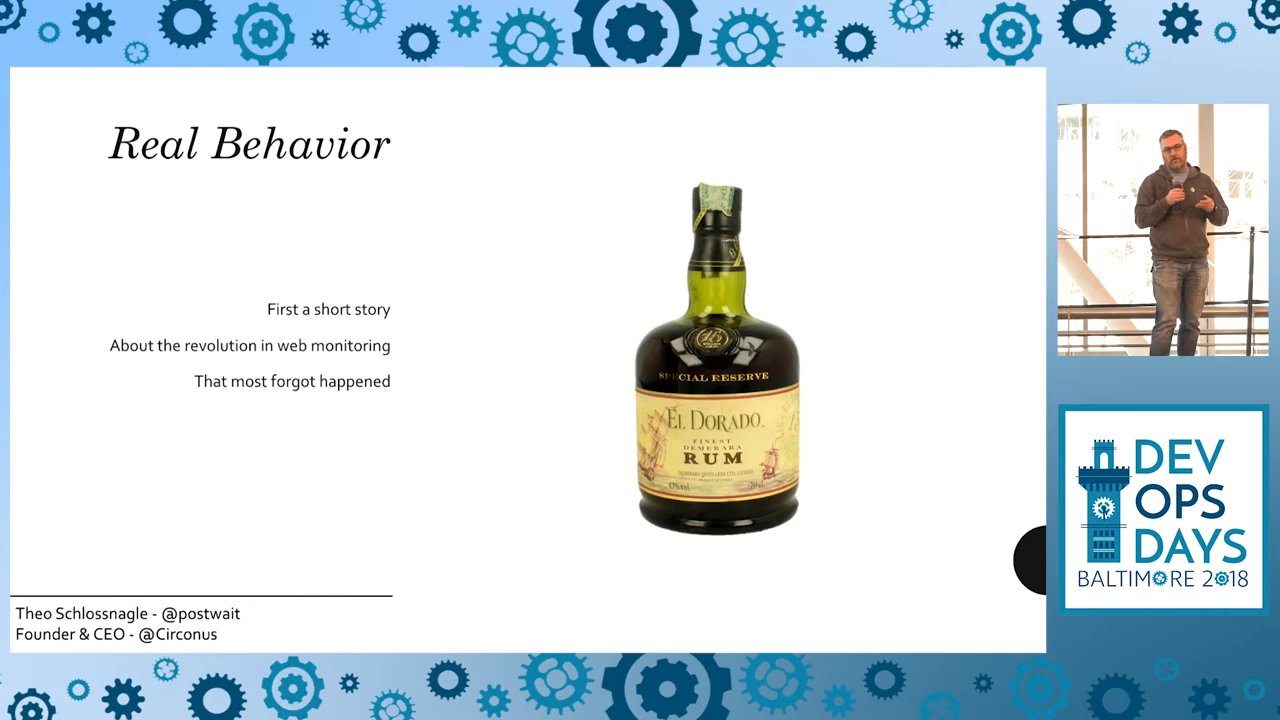 Real Behavior
First a short story
About the revolution in web monitoring
That most forgot happened
15
SPECIAL RESERVE
EL DORADO
FINEST
DEMERARA
RUM
Theo Schlossnagle - @postwait
Founder & CEO - @Circonus
DEV
OPS
DAYS
BALTIMORE 2018